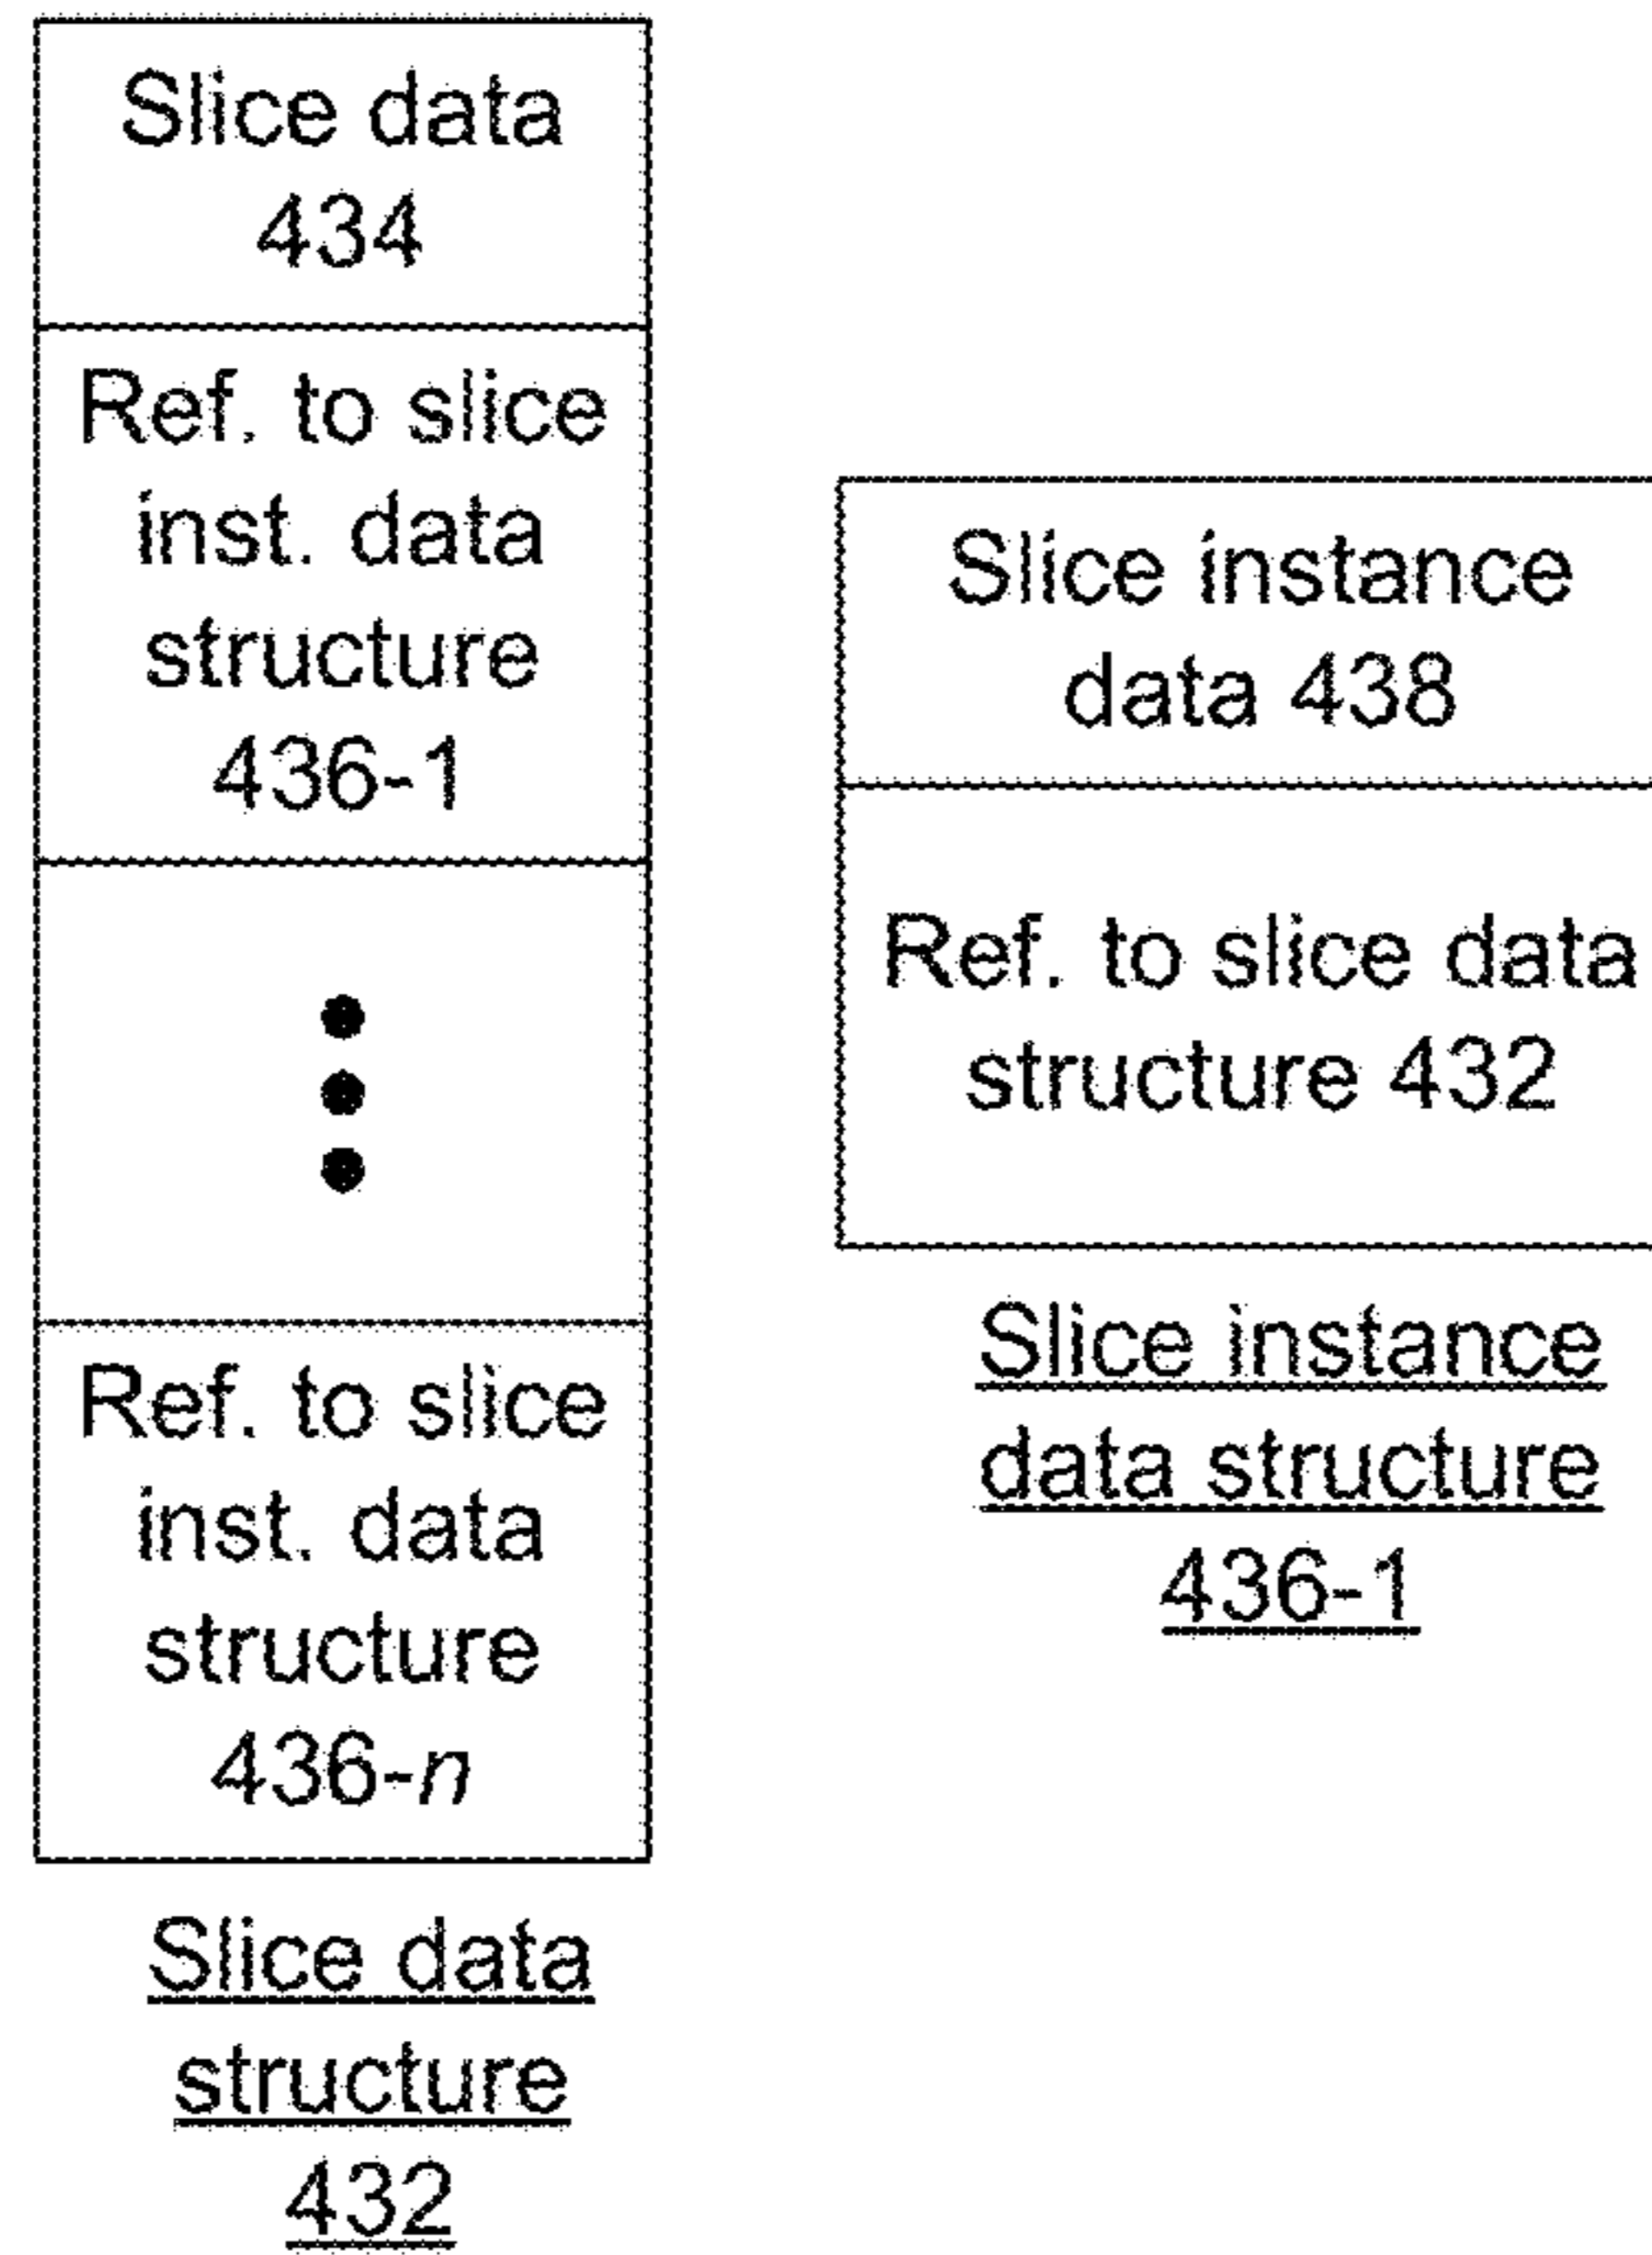 Slice data
434
Ref. to slice
inst. data
structure
436-1
Ref. to slice
inst. data
structure
436-n
Slice data
structure
432
Slice instance
data 438
Ref. to slice data
structure 432
Slice instance
data structure
436-1